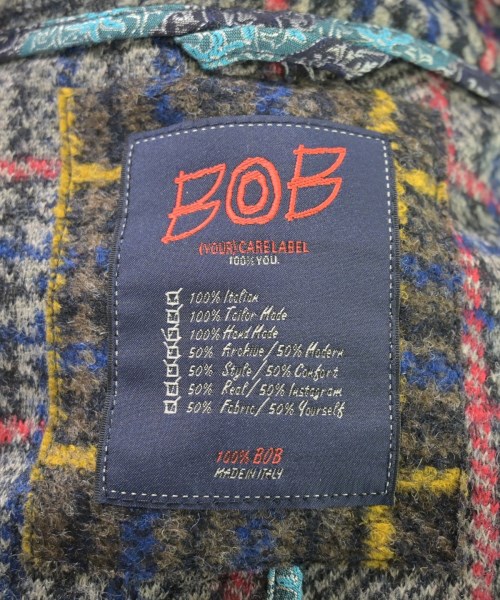 BOB
(YOUR) CARE LABEL
100% YOU.
100% Italian
100% Tailor Made
100% Hand Made
50% Archive / 50% Modern
50% Style / 50% Comfort
50% Real / 50% Instagram
50% Fabric / 50% Yourself
100% BOB
MADE IN ITALY